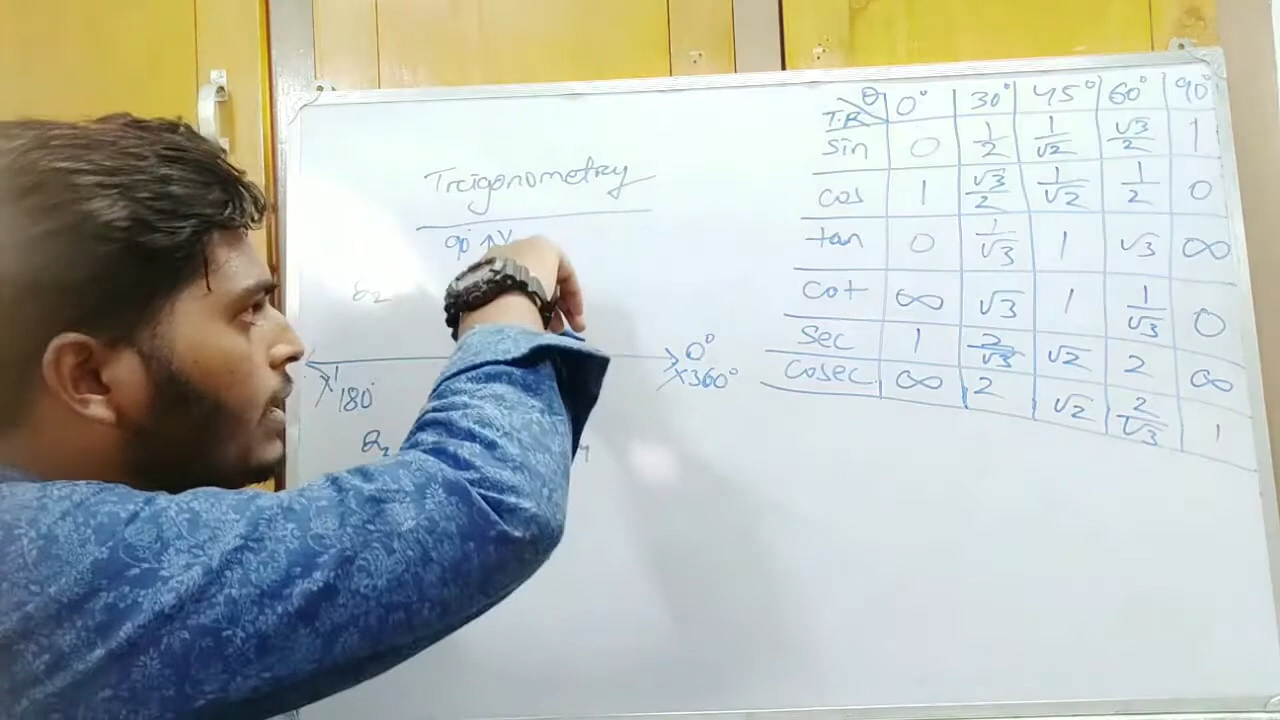 Trigonometry
90° Y
Q2
0°
X' X 360°
180°
Q3
θ 0° 30° 45° 60° 90°
T.R
sin 0 1/2 1/√2 √3/2 1
cos 1 √3/2 1/√2 1/2 0
tan 0 1/√3 1 √3 ∞
cot ∞ √3 1 1/√3 0
sec 1 2/√3 √2 2 ∞
cosec ∞ 2 √2 2/√3 1